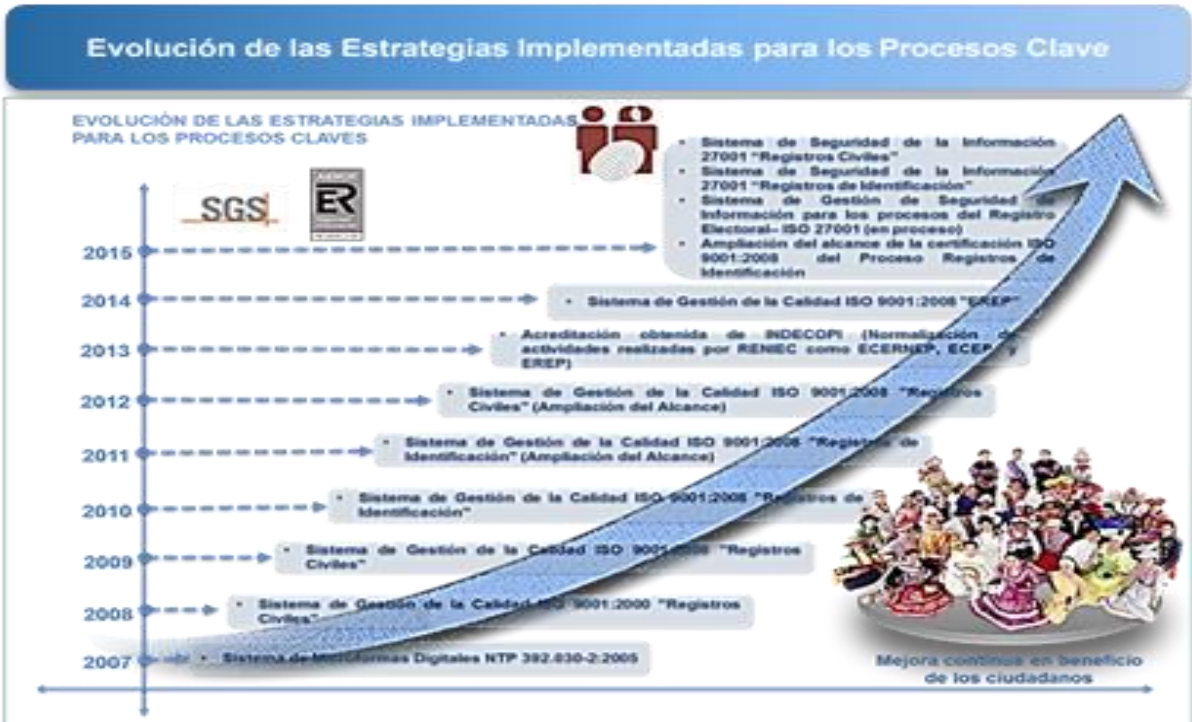 Evolución de las Estrategias Implementadas para los Procesos Clave
EVOLUCIÓN DE LAS ESTRATEGIAS IMPLEMENTADAS
PARA LOS PROCESOS CLAVES
SGS
ER
2015
• Sistema de Seguridad de la Información
27001 "Registros Civiles"
• Sistema de Seguridad de la Información
27001 "Registros de Identificación"
• Sistema de Gestión de Seguridad de
Información para los procesos del Registro
Electoral– ISO 27001 (en proceso)
• Ampliación del alcance de la certificación ISO
9001:2008 del Proceso Registros de
Identificación
2014
• Sistema de Gestión de la Calidad ISO 9001:2008 "EREP"
2013
• Acreditación obtenida de INDECOPI (Normalización de
actividades realizadas por RENIEC como ECERNEP, ECEP y
EREP)
2012
• Sistema de Gestión de la Calidad ISO 9001:2008 "Registros
Civiles" (Ampliación del Alcance)
2011
• Sistema de Gestión de la Calidad ISO 9001:2008 "Registros de
Identificación" (Ampliación del Alcance)
2010
• Sistema de Gestión de la Calidad ISO 9001:2008 "Registros de
Identificación"
2009
• Sistema de Gestión de la Calidad ISO 9001:2008 "Registros
Civiles"
2008
• Sistema de Gestión de la Calidad ISO 9001:2000 "Registros
Civiles"
2007
• Sistema de Microformas Digitales NTP 392.030-2:2005
Mejora continua en beneficio
de los ciudadanos